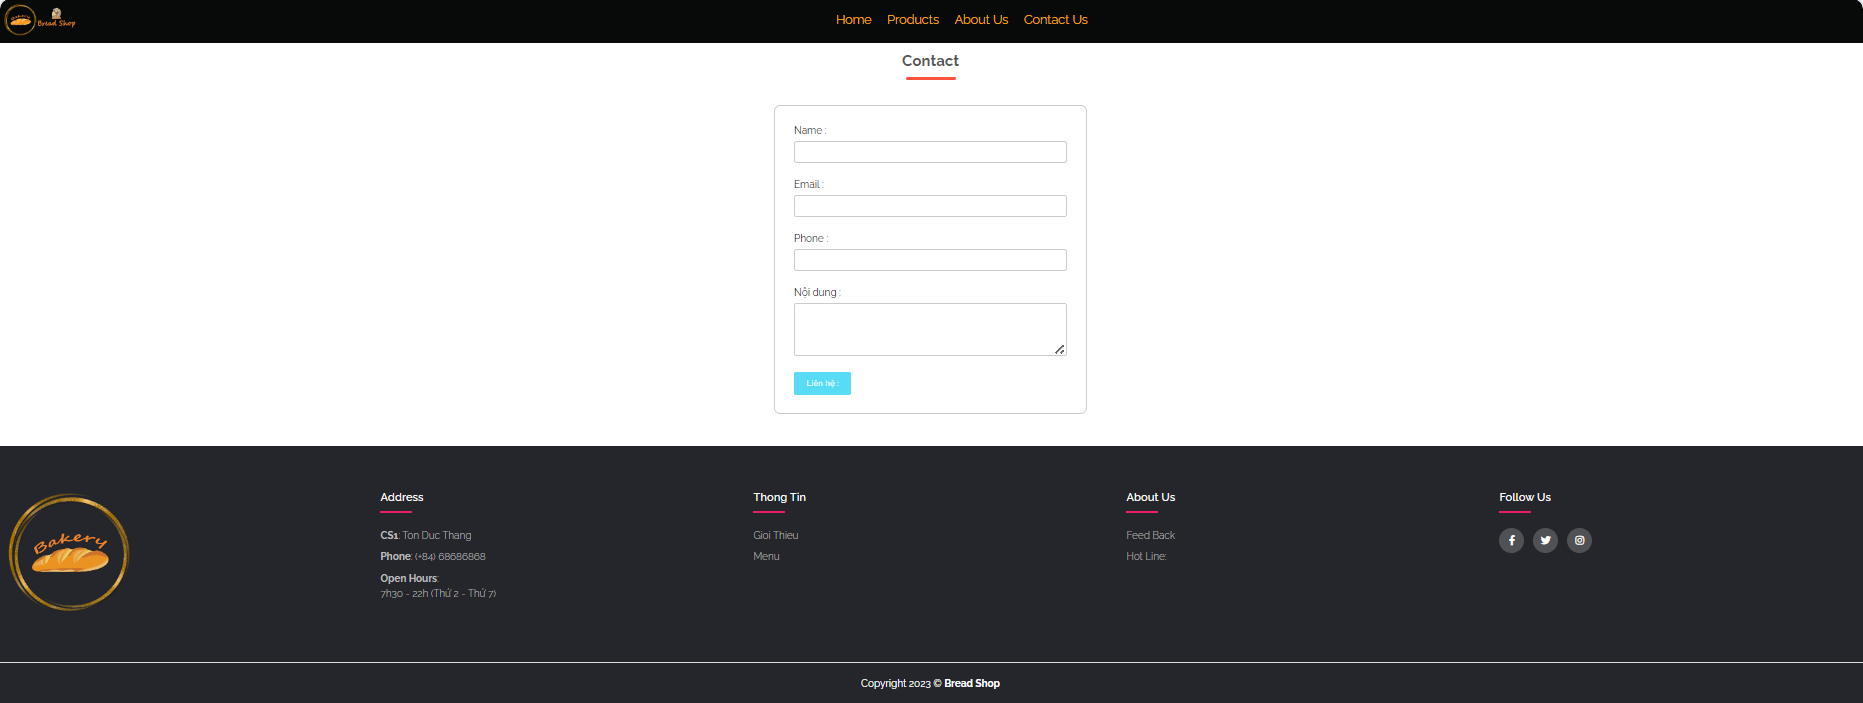 Bakery
Bread Shop
Home Products About Us Contact Us
Contact
Name :
Email :
Phone :
Nội dung :
Liên hệ :
Bakery
Address
CS1: Ton Duc Thang
Phone: (+84) 68686868
Open Hours:
7h30 - 22h (Thứ 2 - Thứ 7)
Thong Tin
Gioi Thieu
Menu
About Us
Feed Back
Hot Line:
Follow Us
Copyright 2023 © Bread Shop